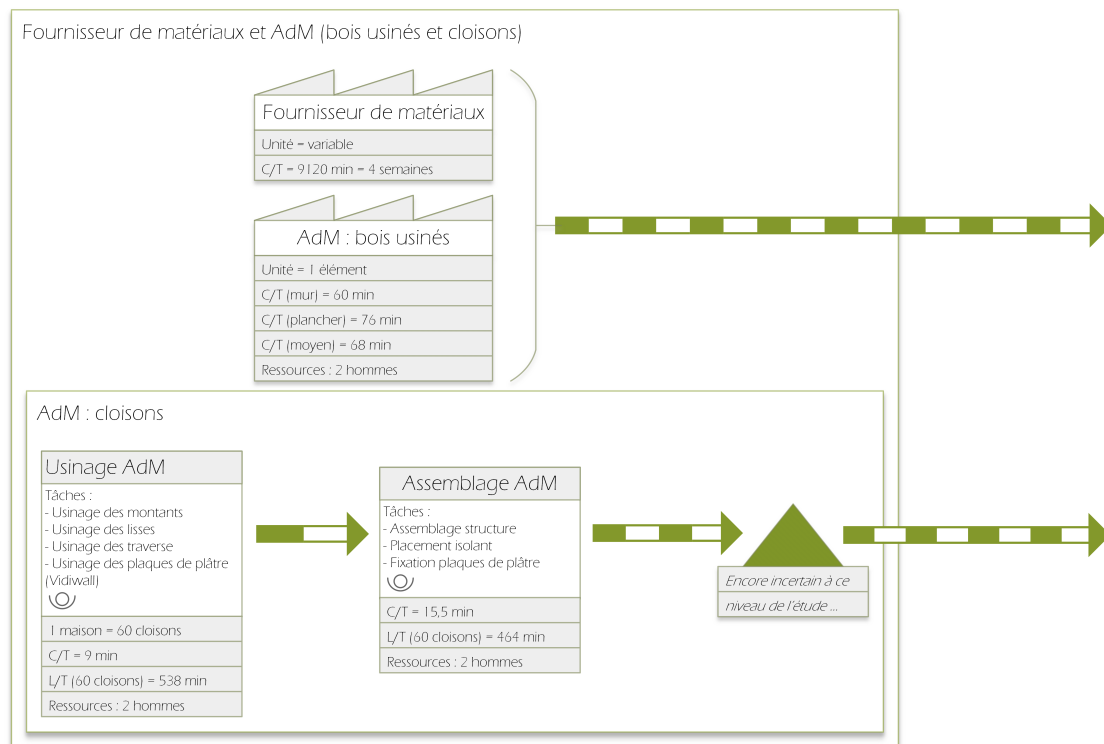 Fournisseur de matériaux et AdM (bois usinés et cloisons)
Fournisseur de matériaux
Unité = variable
C/T = 9120 min = 4 semaines
AdM : bois usinés
Unité = 1 élément
C/T (mur) = 60 min
C/T (plancher) = 76 min
C/T (moyen) = 68 min
Ressources : 2 hommes
AdM : cloisons
Usinage AdM
Tâches :
- Usinage des montants
- Usinage des lisses
- Usinage des traverse
- Usinage des plaques de plâtre
(Vidiwall)
1 maison = 60 cloisons
C/T = 9 min
L/T (60 cloisons) = 538 min
Ressources : 2 hommes
Assemblage AdM
Tâches :
- Assemblage structure
- Placement isolant
- Fixation plaques de plâtre
C/T = 15,5 min
L/T (60 cloisons) = 464 min
Ressources : 2 hommes
Encore incertain à ce
niveau de l'étude ...